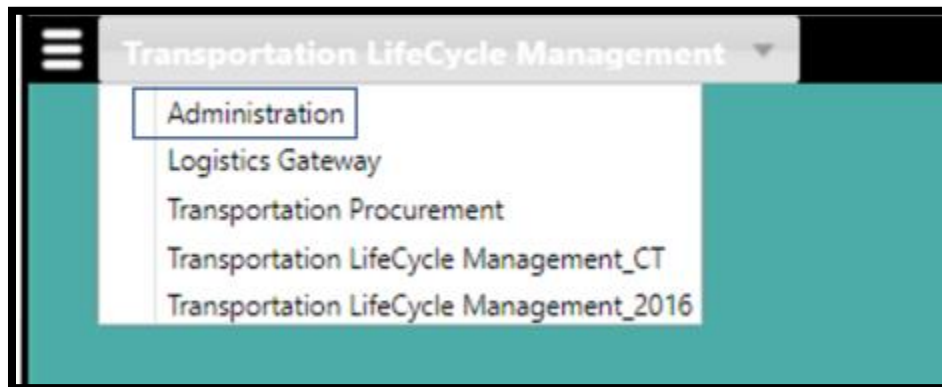 Transportation LifeCycle Management
Administration
Logistics Gateway
Transportation Procurement
Transportation LifeCycle Management_CT
Transportation LifeCycle Management_2016